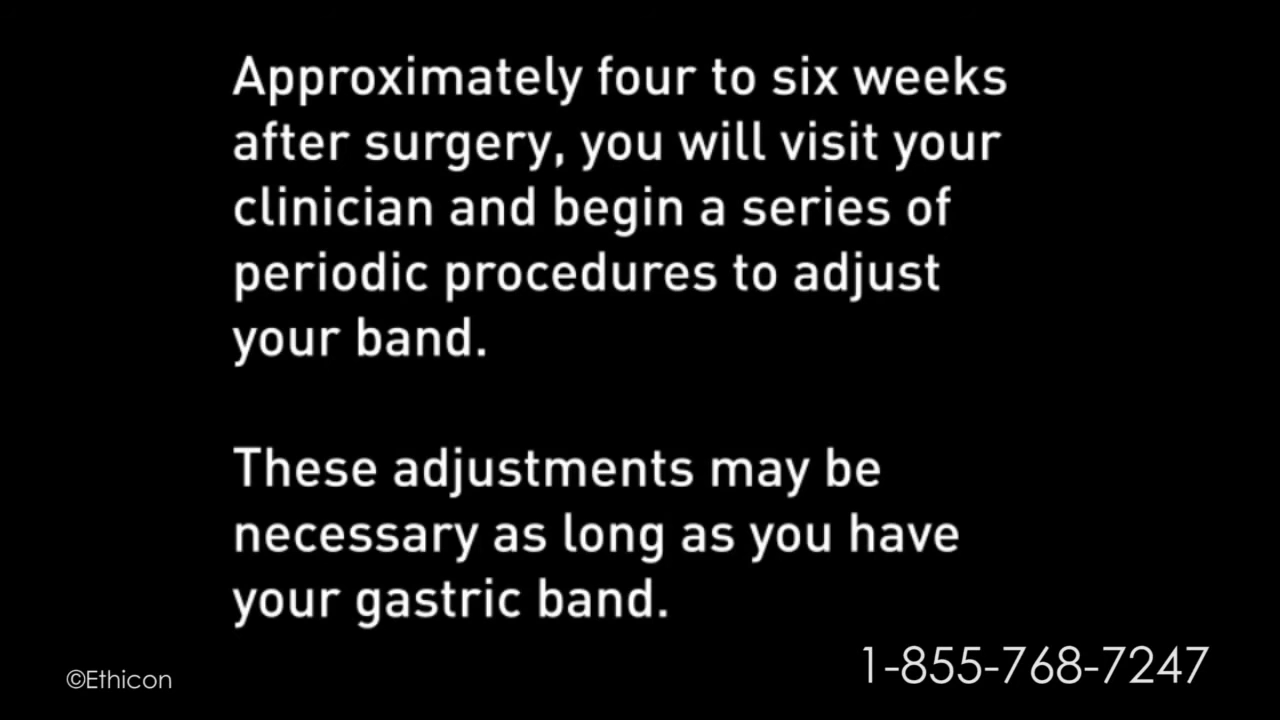 Approximately four to six weeks
after surgery, you will visit your
clinician and begin a series of
periodic procedures to adjust
your band.
These adjustments may be
necessary as long as you have
your gastric band.
©Ethicon
1-855-768-7247